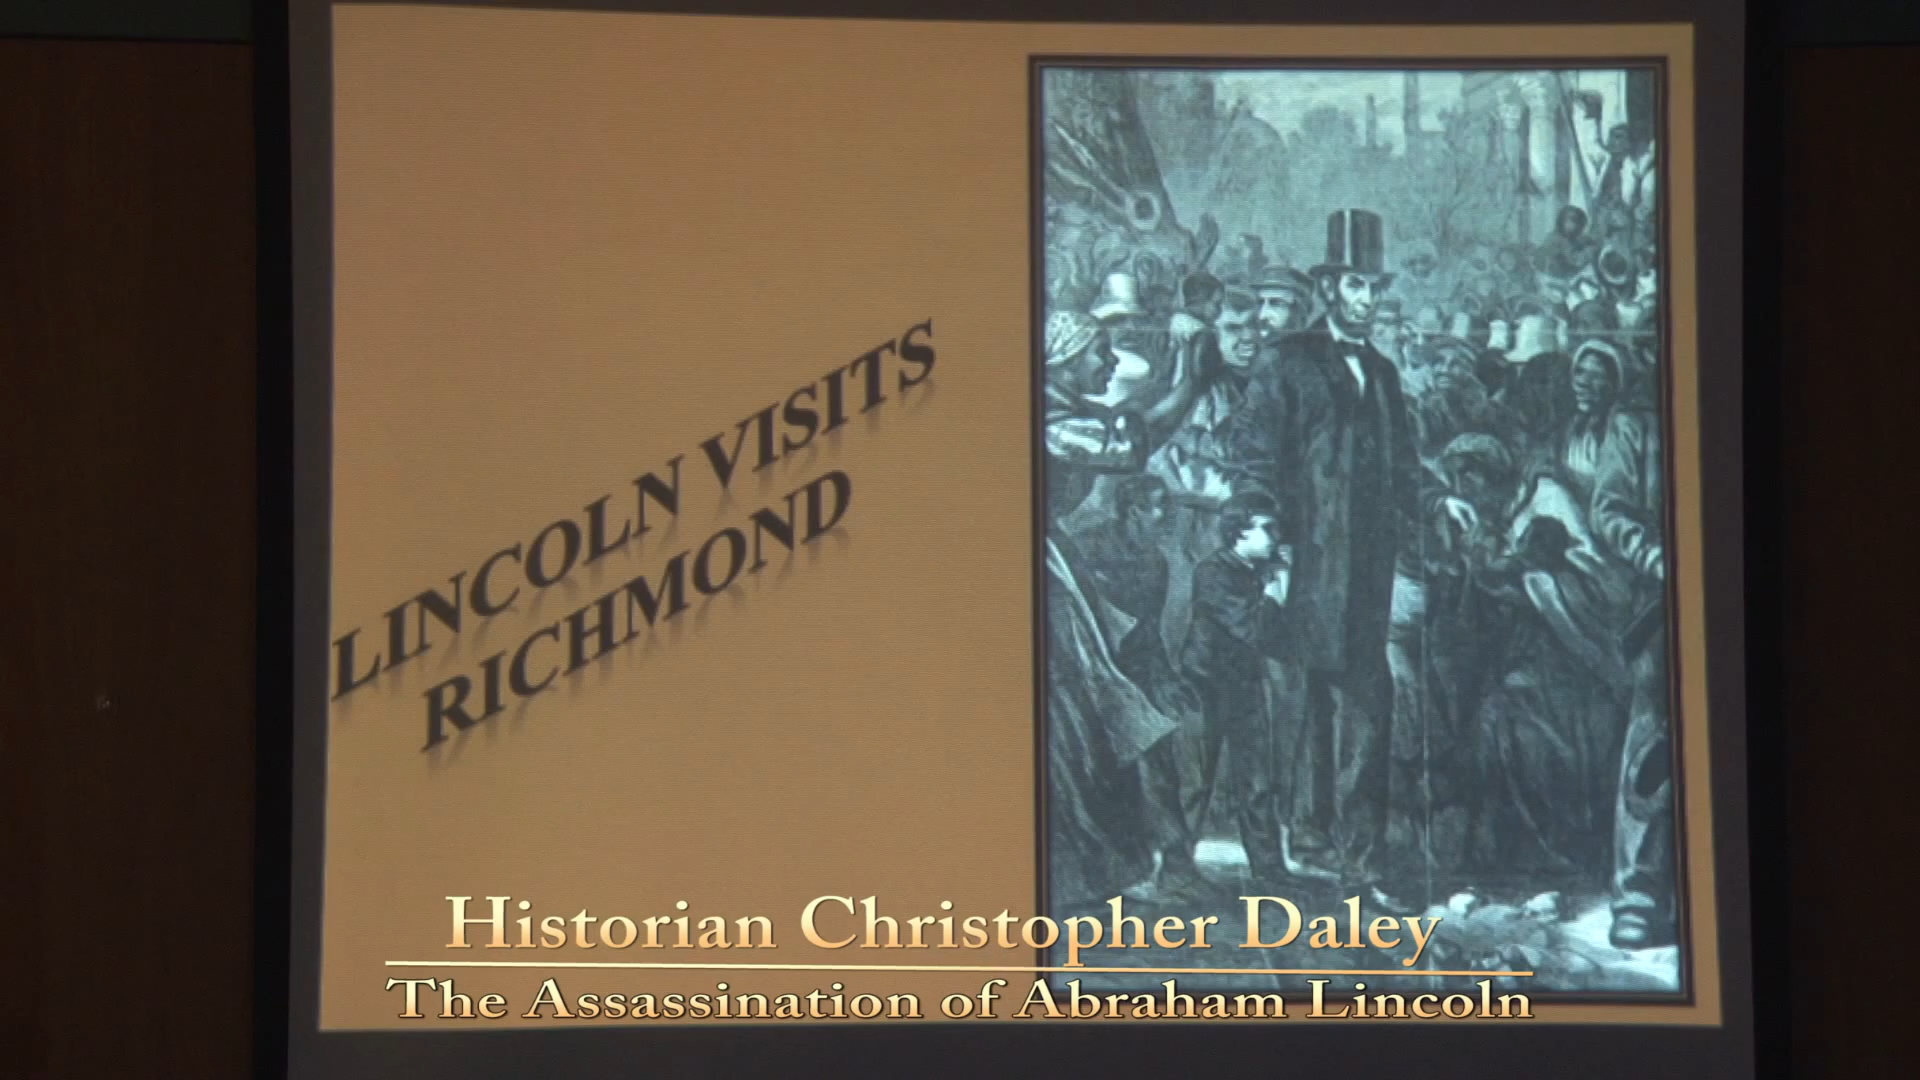 LINCOLN VISITS
RICHMOND
Historian Christopher Daley
The Assassination of Abraham Lincoln